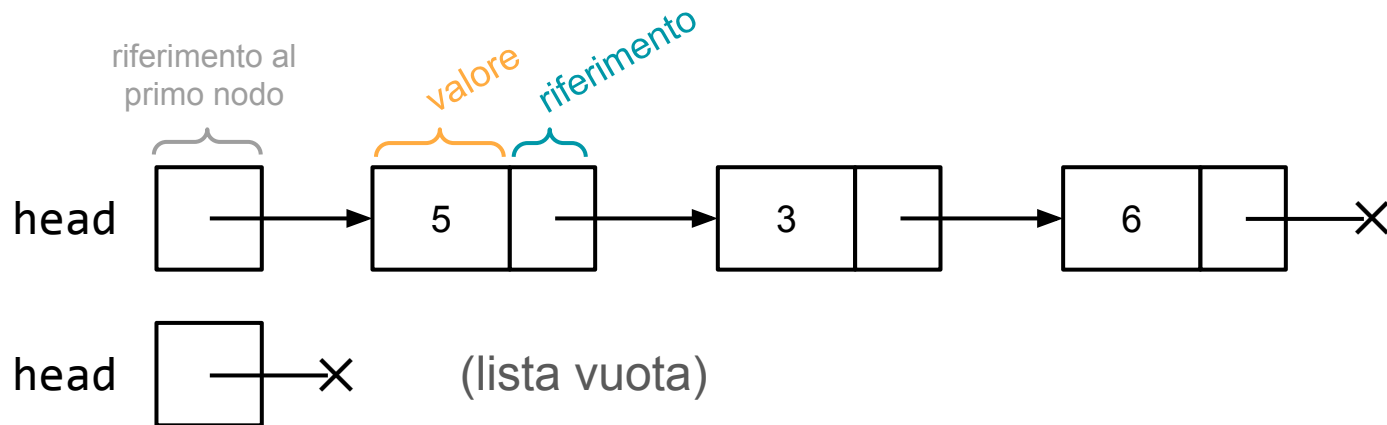 riferimento al
primo nodo
valore
riferimento
head
5
3
6
head
(lista vuota)